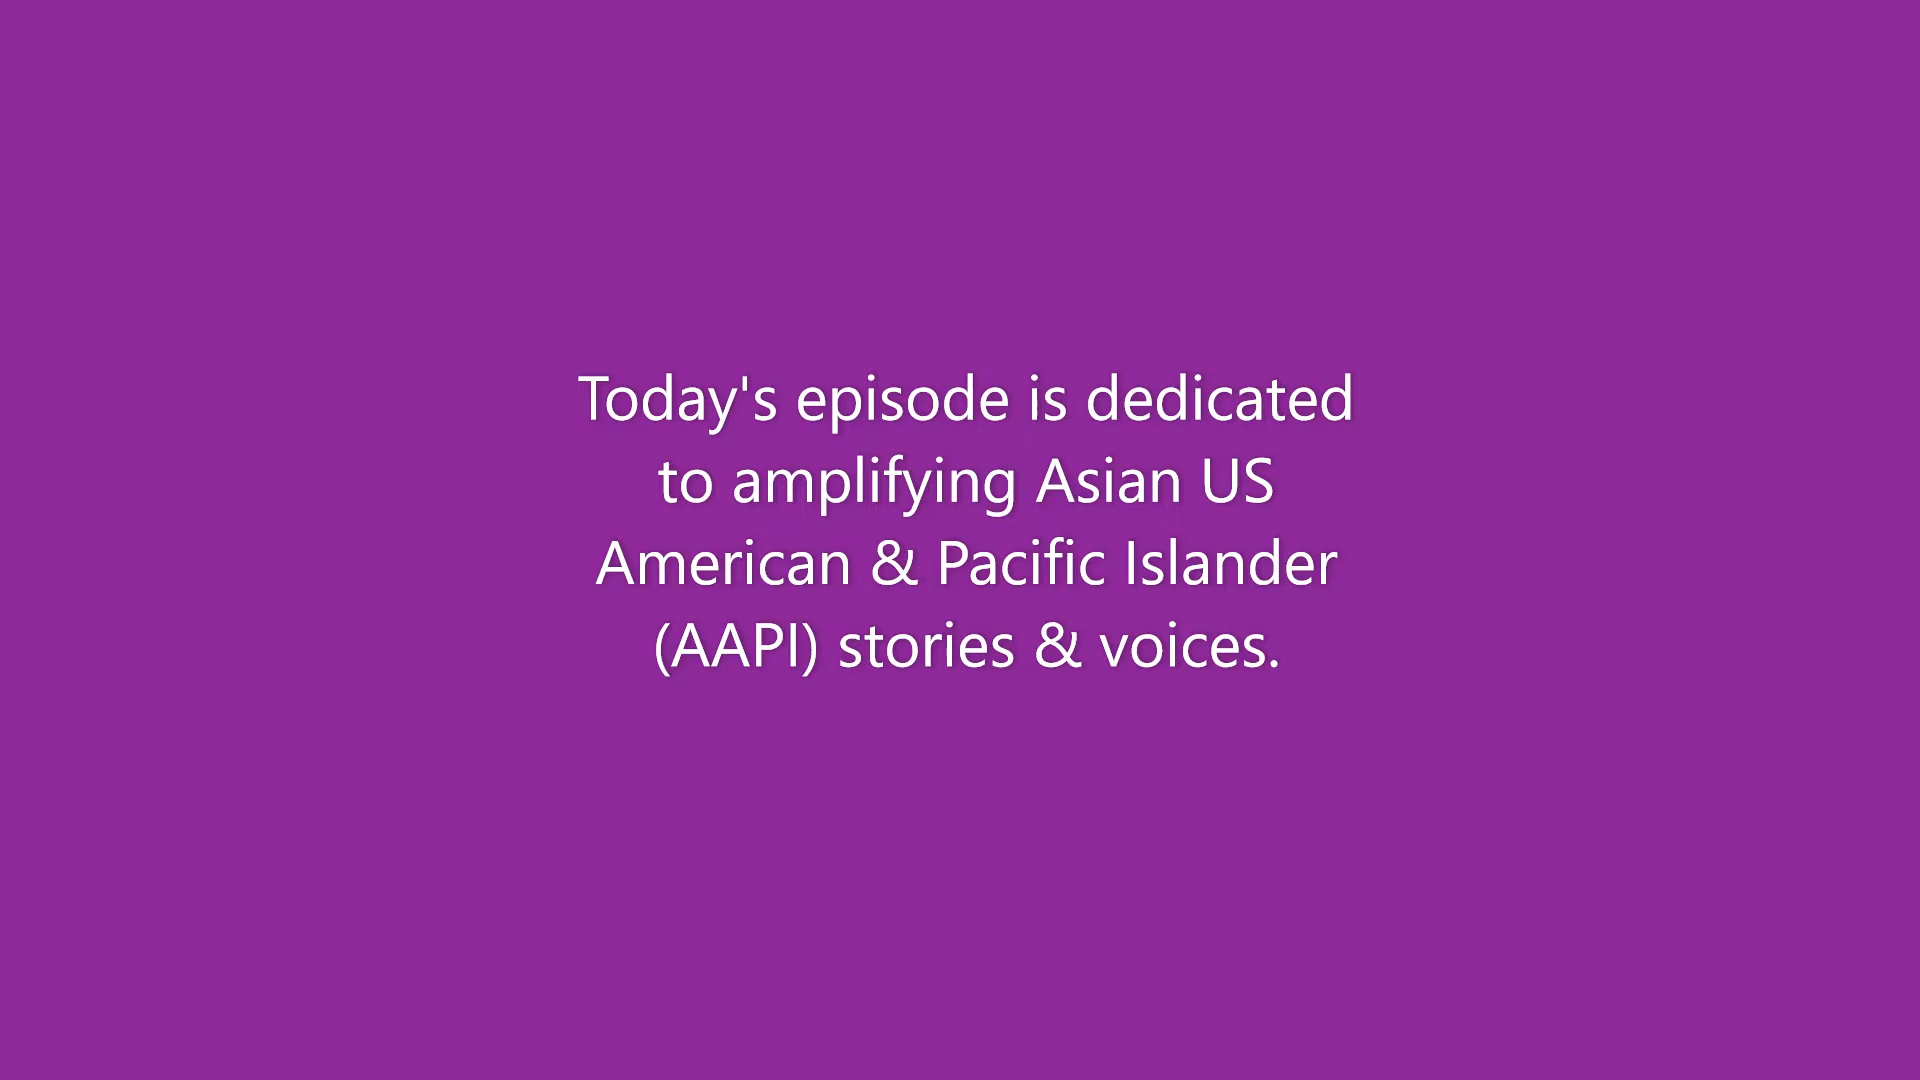 Today's episode is dedicated
to amplifying Asian US
American & Pacific Islander
(AAPI) stories & voices.